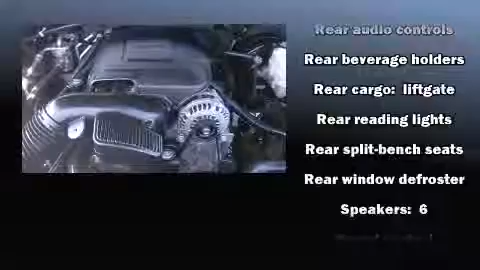 Rear audio controls
Rear beverage holders
Rear cargo:  liftgate
Rear reading lights
Rear split-bench seats
Rear window defroster
Speakers:  6